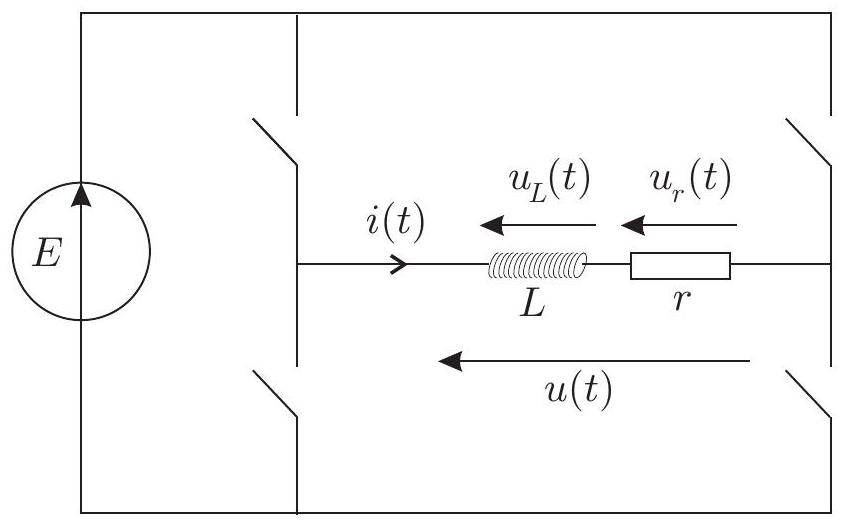 u_L(t) u_r(t)
i(t)
E
L r
u(t)